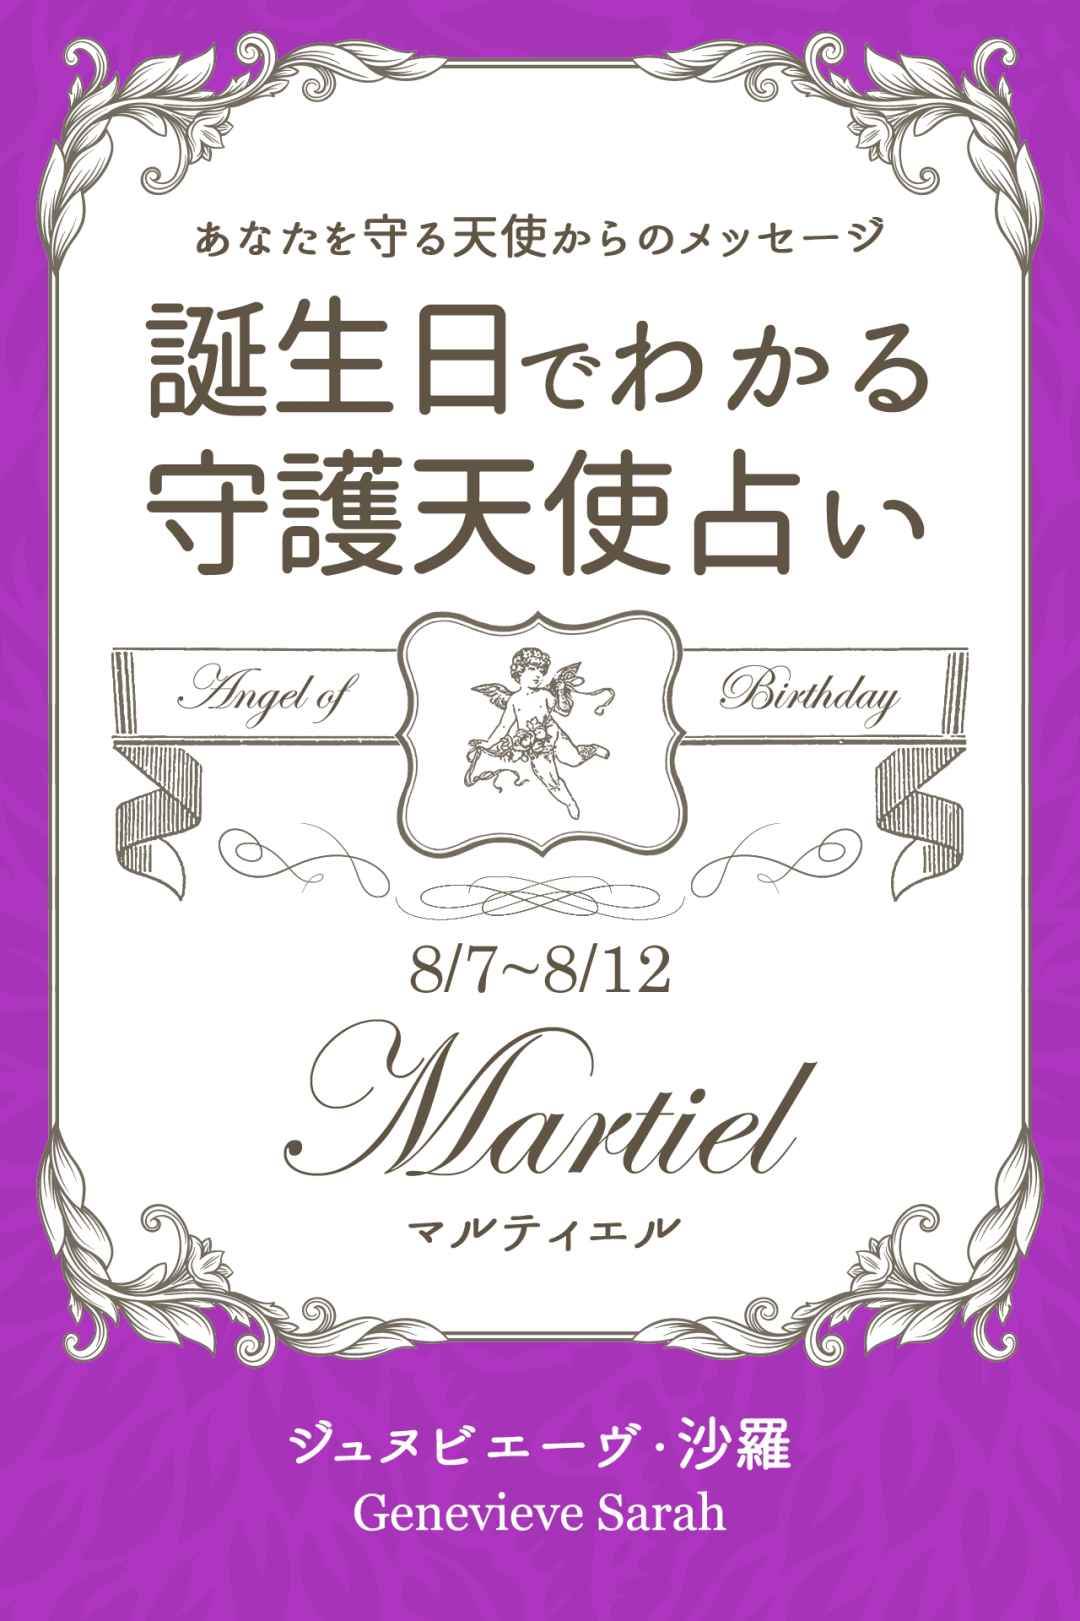 あなたを守る天使からのメッセージ
誕生日でわかる
守護天使占い
Angel of Birthday
8/7~8/12
Martiel
マルティエル
ジュヌビエーヴ・沙羅
Genevieve Sarah